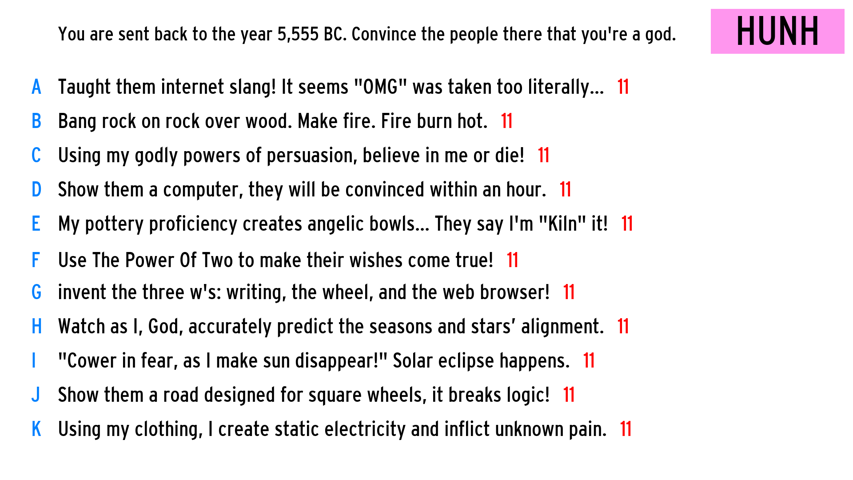 You are sent back to the year 5,555 BC. Convince the people there that you're a god.
HUNH
A Taught them internet slang! It seems "OMG" was taken too literally... 11
B Bang rock on rock over wood. Make fire. Fire burn hot. 11
C Using my godly powers of persuasion, believe in me or die! 11
D Show them a computer, they will be convinced within an hour. 11
E My pottery proficiency creates angelic bowls... They say I'm "Kiln" it! 11
F Use The Power Of Two to make their wishes come true! 11
G invent the three w's: writing, the wheel, and the web browser! 11
H Watch as I, God, accurately predict the seasons and stars’ alignment. 11
I "Cower in fear, as I make sun disappear!" Solar eclipse happens. 11
J Show them a road designed for square wheels, it breaks logic! 11
K Using my clothing, I create static electricity and inflict unknown pain. 11